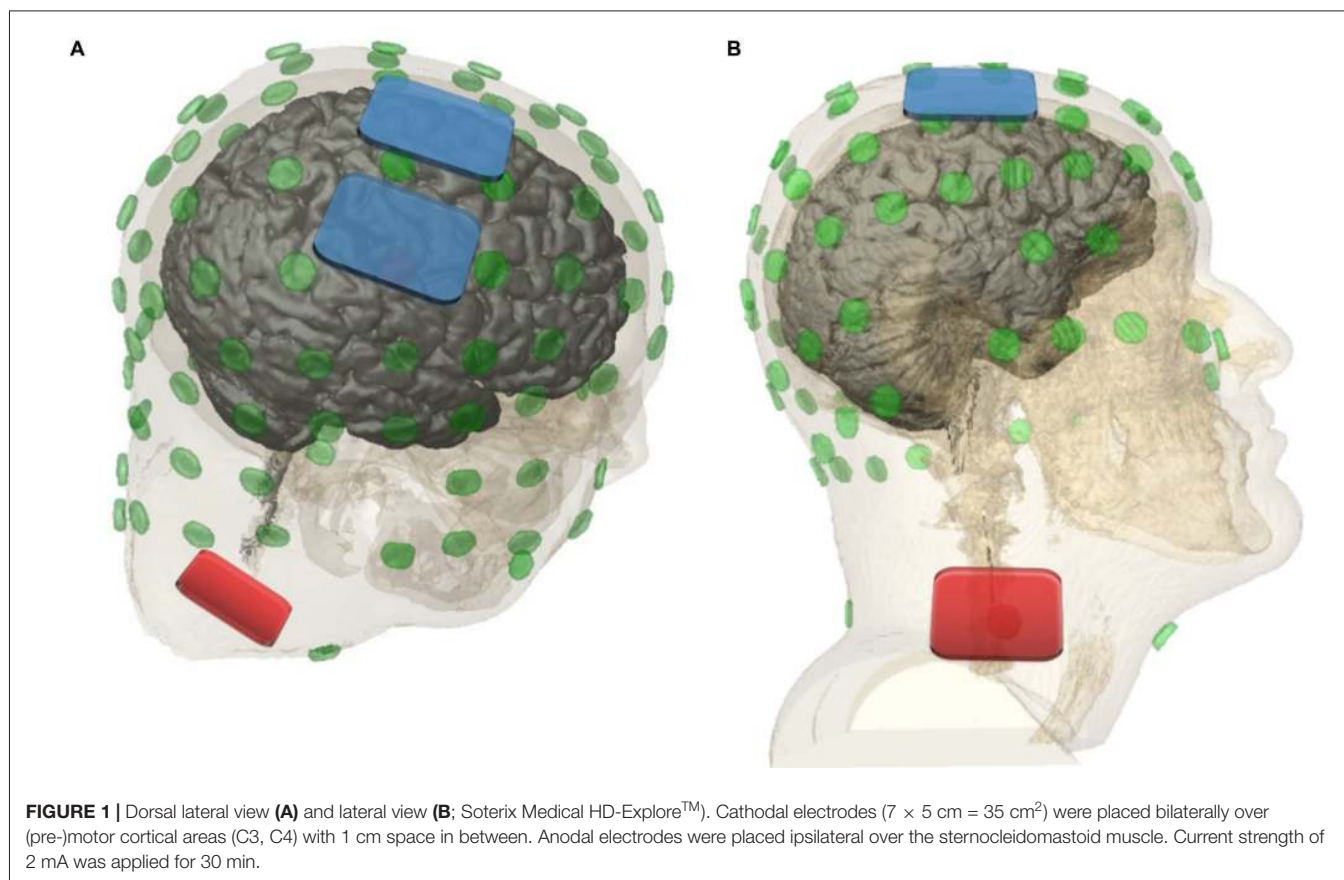 A
B
FIGURE 1 | Dorsal lateral view (A) and lateral view (B; Soterix Medical HD-Explore™). Cathodal electrodes (7 × 5 cm = 35 cm²) were placed bilaterally over
(pre-)motor cortical areas (C3, C4) with 1 cm space in between. Anodal electrodes were placed ipsilateral over the sternocleidomastoid muscle. Current strength of
2 mA was applied for 30 min.